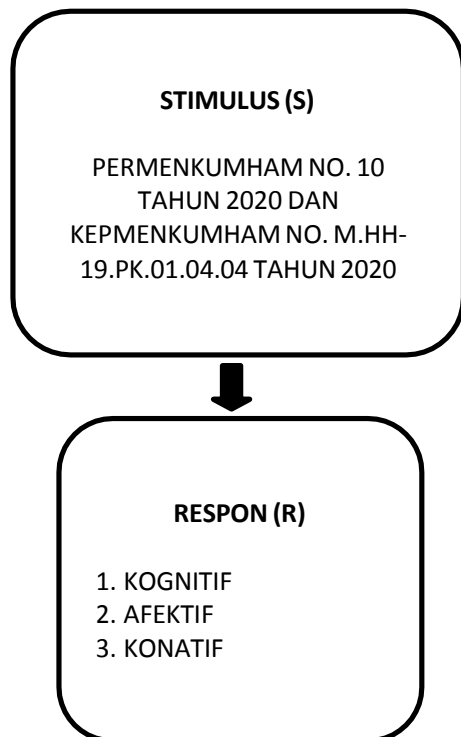 STIMULUS (S)
PERMENKUMHAM NO. 10
TAHUN 2020 DAN
KEPMENKUMHAM NO. M.HH-
19.PK.01.04.04 TAHUN 2020
RESPON (R)
1. KOGNITIF
2. AFEKTIF
3. KONATIF